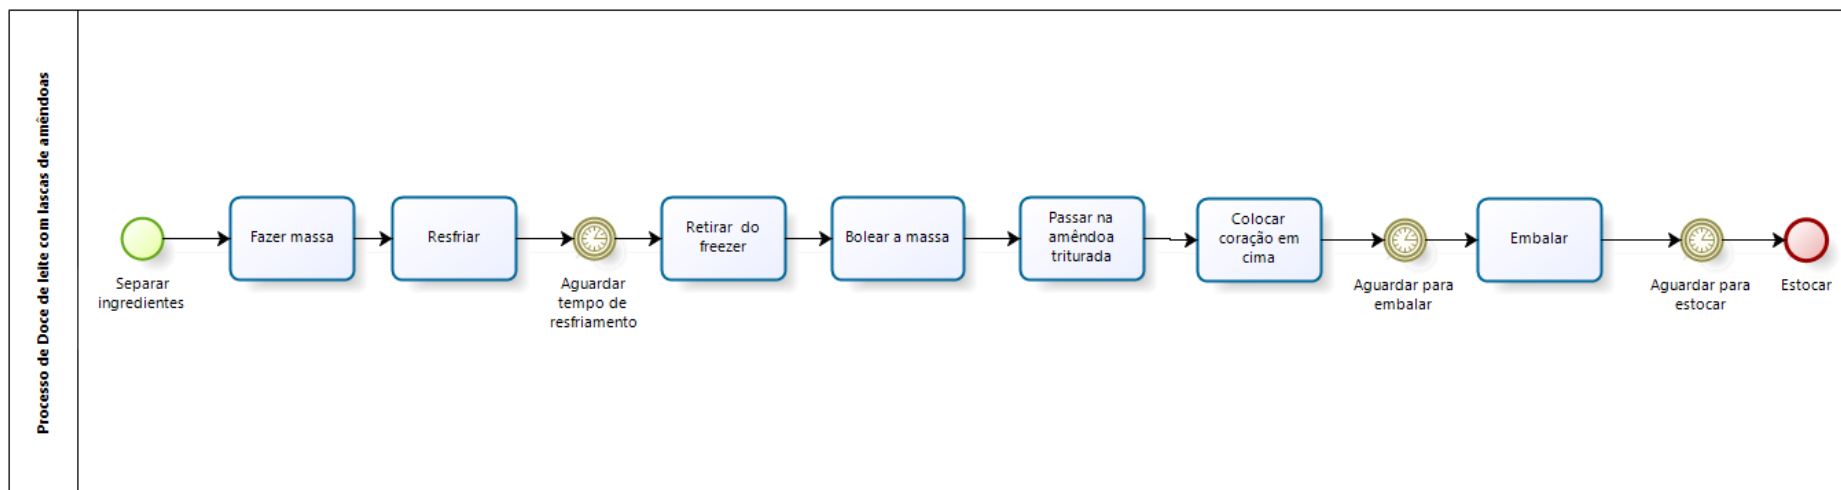 Processo de Doce de leite com lascas de amêndoas
Separar
ingredientes
Fazer massa
Resfriar
Aguardar
tempo de
resfriamento
Retirar do
freezer
Bolear a massa
Passar na
amêndoa
triturada
Colocar
coração em
cima
Aguardar para
embalar
Embalar
Aguardar para
estocar
Estocar